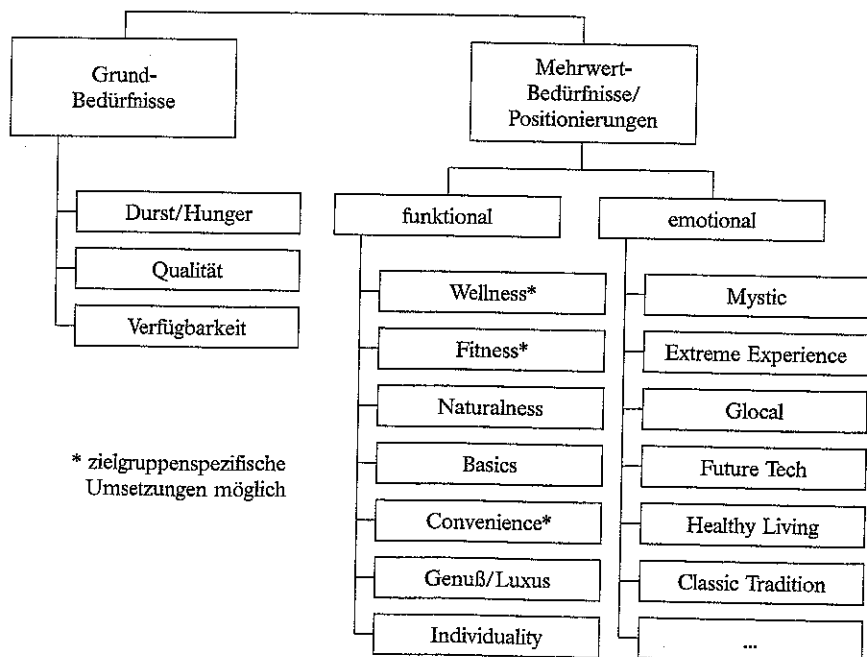 Grund-
Bedürfnisse
Mehrwert-
Bedürfnisse/
Positionierungen
Durst/Hunger
Qualität
Verfügbarkeit
* zielgruppenspezifische
Umsetzungen möglich
funktional
Wellness*
Fitness*
Naturalness
Basics
Convenience*
Genuß/Luxus
Individuality
emotional
Mystic
Extreme Experience
Glocal
Future Tech
Healthy Living
Classic Tradition
...